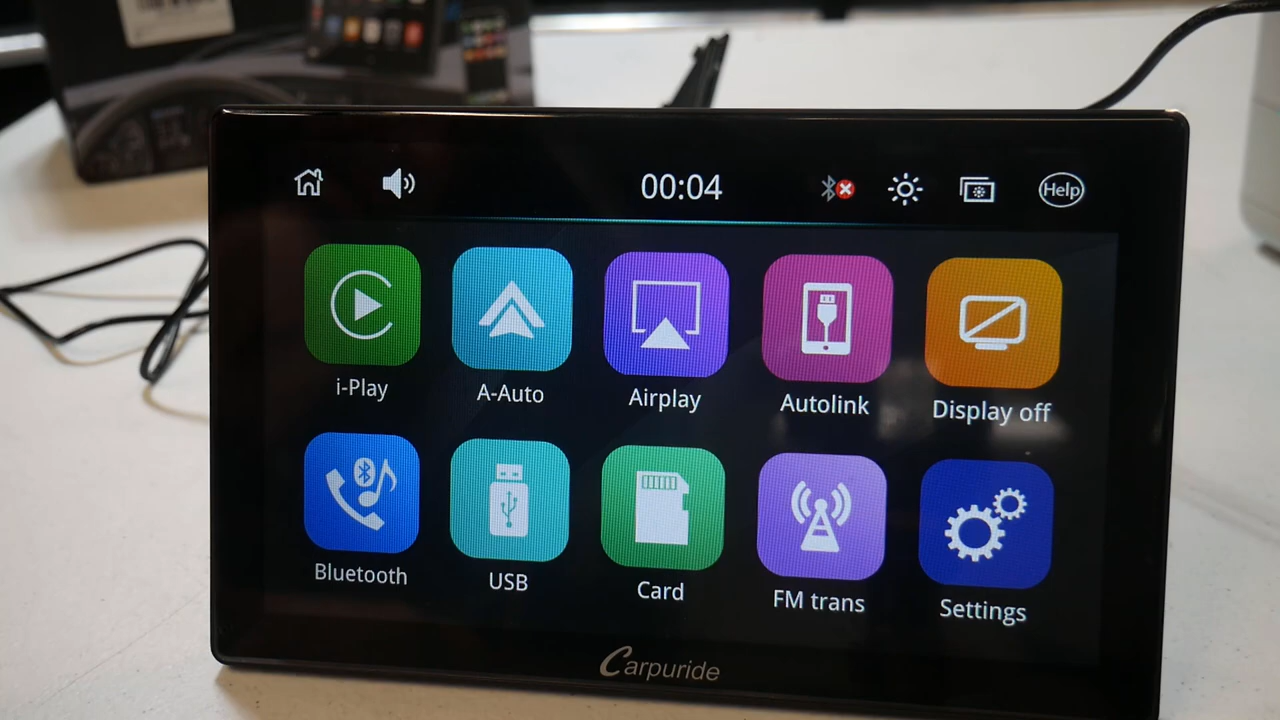 00:04
Help
i-Play
A-Auto
Airplay
Autolink
Display off
Bluetooth
USB
Card
FM trans
Settings
Carpuride